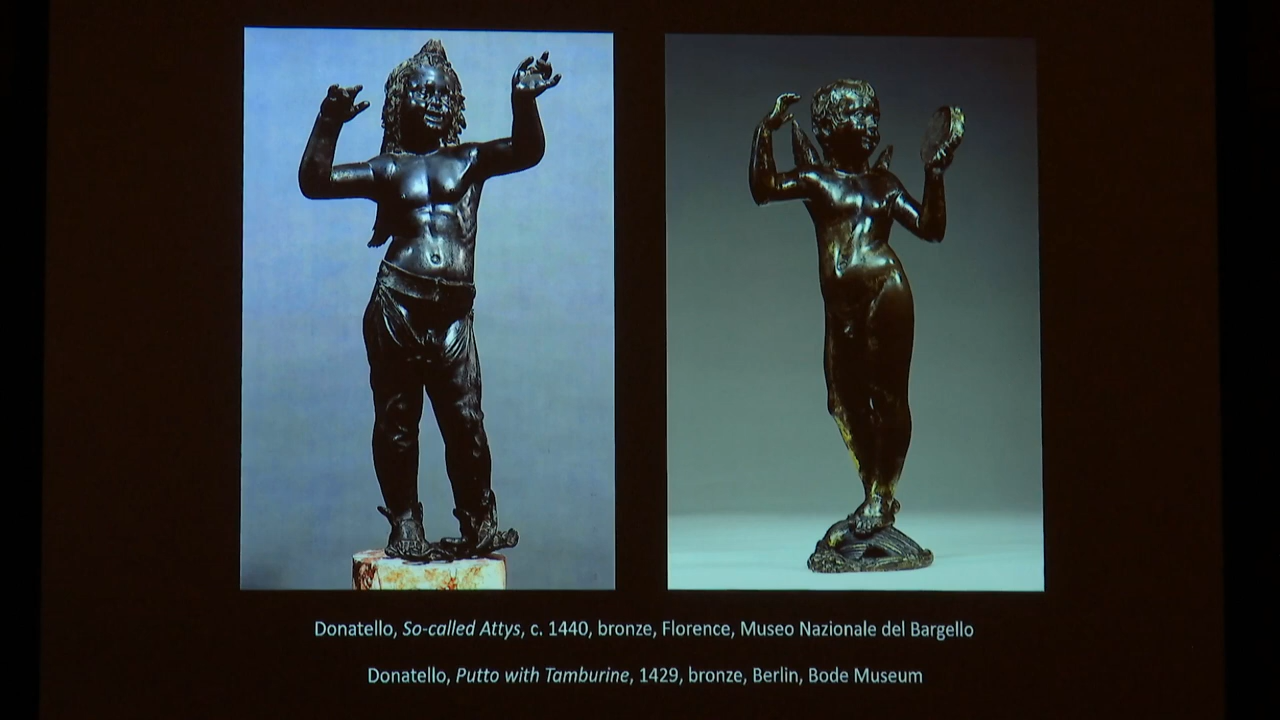 Donatello, So-called Attys, c. 1440, bronze, Florence, Museo Nazionale del Bargello
Donatello, Putto with Tamburine, 1429, bronze, Berlin, Bode Museum